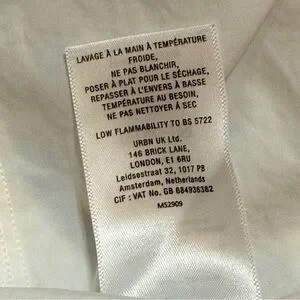 LAVAGE À LA MAIN À TEMPÉRATURE
FROIDE,
NE PAS BLANCHIR,
POSER À PLAT POUR LE SÉCHAGE,
REPASSER À L'ENVERS À BASSE
TEMPÉRATURE AU BESOIN,
NE PAS NETTOYER À SEC
LOW FLAMMABILITY TO BS 5722
URBN UK Ltd.
146 BRICK LANE,
LONDON, E1 6RU
Leidsestraat 32, 1017 PB
Amsterdam, Netherlands
CIF : VAT No. GB 684936382
MS2909